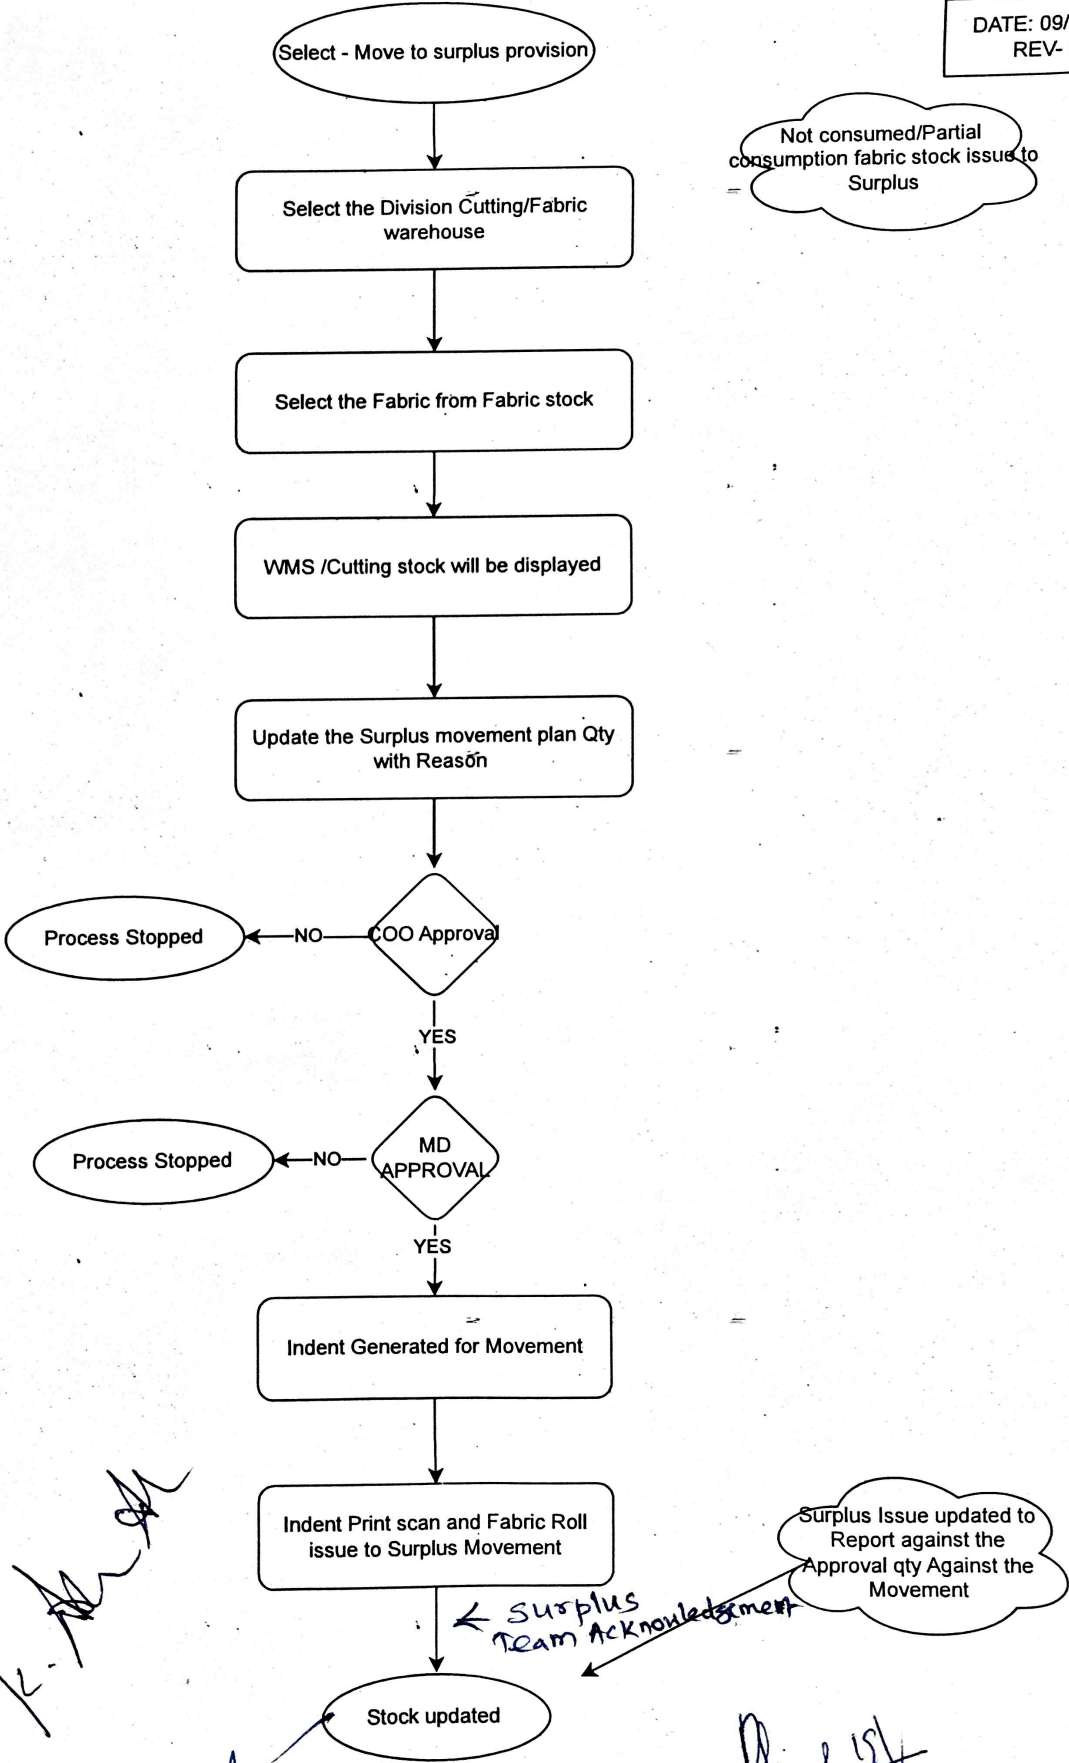 DATE: 09/
REV-
Select - Move to surplus provision
Not consumed/Partial
consumption fabric stock issue to
Surplus
Select the Division Cutting/Fabric
warehouse
Select the Fabric from Fabric stock
WMS /Cutting stock will be displayed
Update the Surplus movement plan Qty
with Reason
COO Approval
NO
Process Stopped
YES
MD
APPROVAL
NO
Process Stopped
YES
Indent Generated for Movement
Indent Print scan and Fabric Roll
issue to Surplus Movement
Surplus Issue updated to
Report against the
Approval qty Against the
Movement
Surplus
Team Acknowledgement
Stock updated